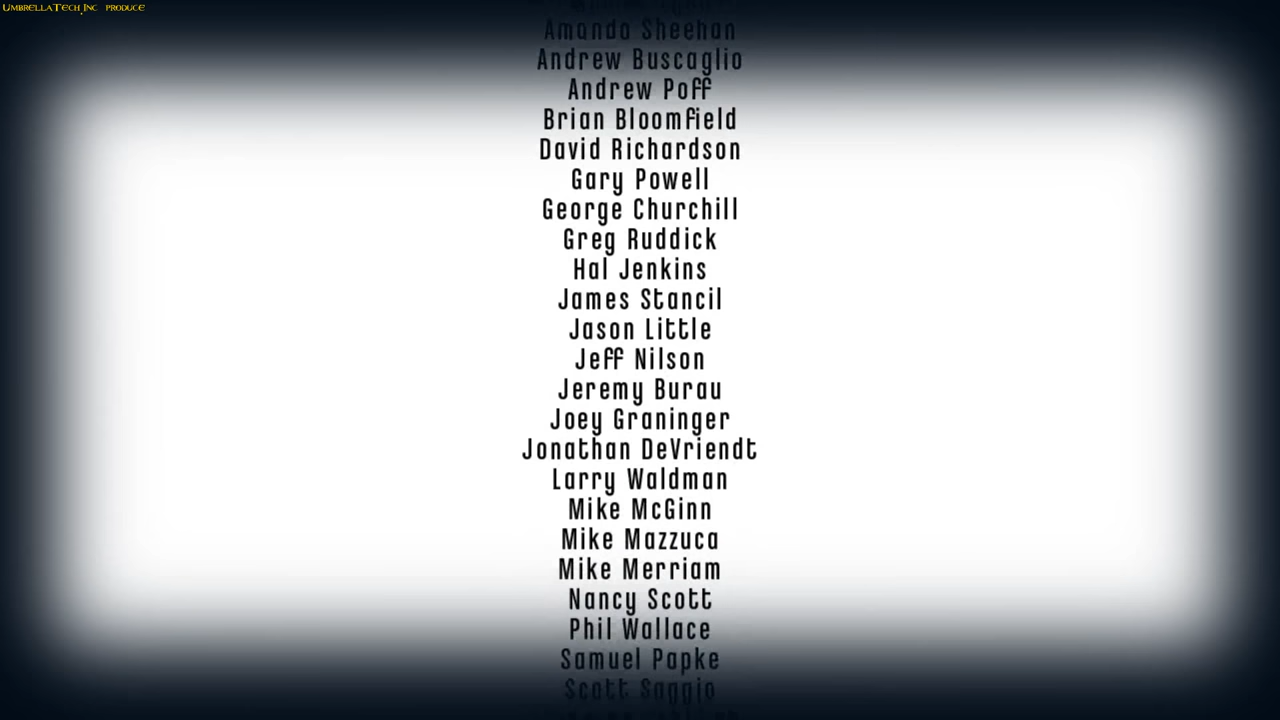 UmbrellaTech.Inc produce
Amanda Sheehan
Andrew Buscaglio
Andrew Poff
Brian Bloomfield
David Richardson
Gary Powell
George Churchill
Greg Ruddick
Hal Jenkins
James Stancil
Jason Little
Jeff Nilson
Jeremy Burau
Joey Graninger
Jonathan DeVriendt
Larry Waldman
Mike McGinn
Mike Mazzuca
Mike Merriam
Nancy Scott
Phil Wallace
Samuel Papke
Scott Saggio